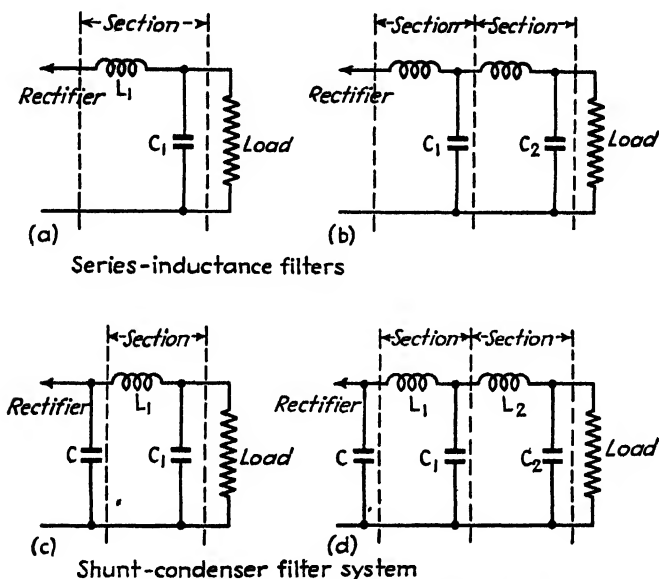 Section
Section Section
Rectifier L1
C1 Load
Rectifier
C1 C2 Load
(a) (b)
Series-inductance filters
Section
Section Section
Rectifier L1
C C1 Load
Rectifier L1 L2
C C1 C2 Load
(c) (d)
Shunt-condenser filter system